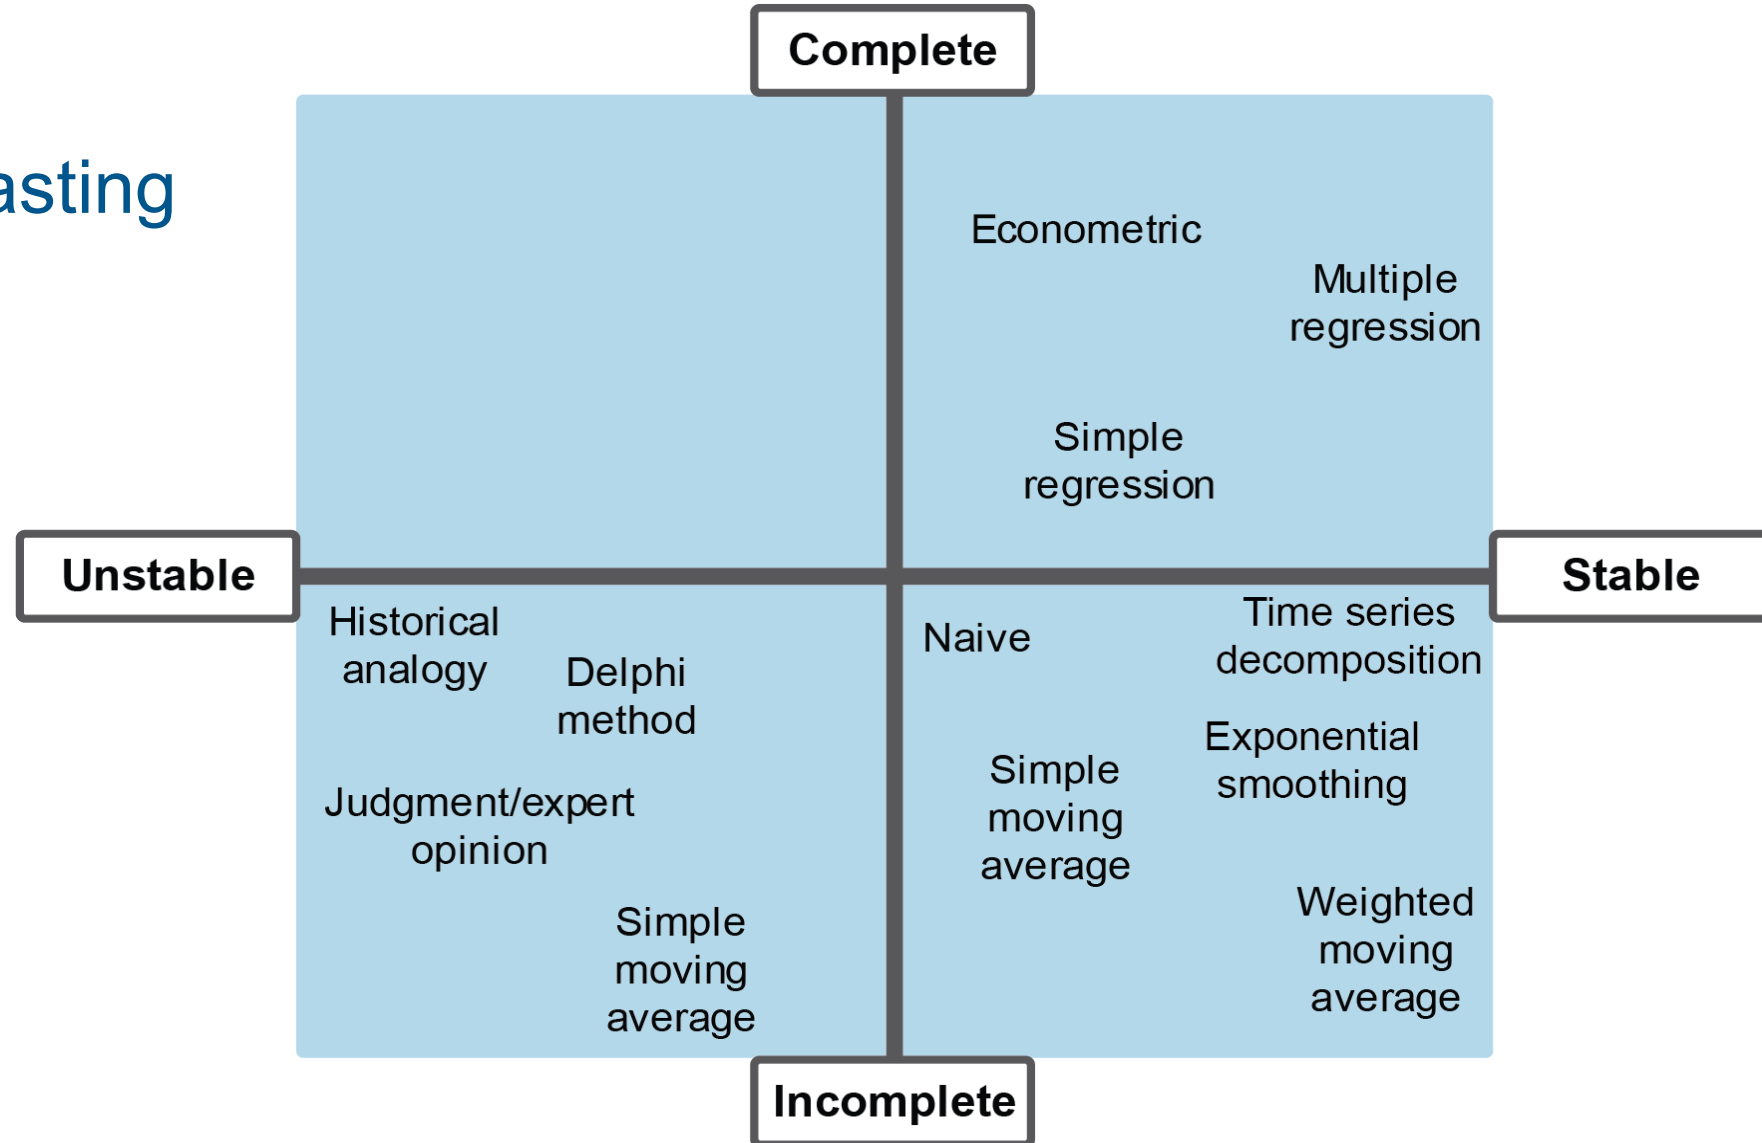 Complete
asting
Econometric
Multiple
regression
Simple
regression
Unstable
Stable
Historical
analogy
Delphi
method
Judgment/expert
opinion
Simple
moving
average
Naive
Time series
decomposition
Exponential
smoothing
Simple
moving
average
Weighted
moving
average
Incomplete